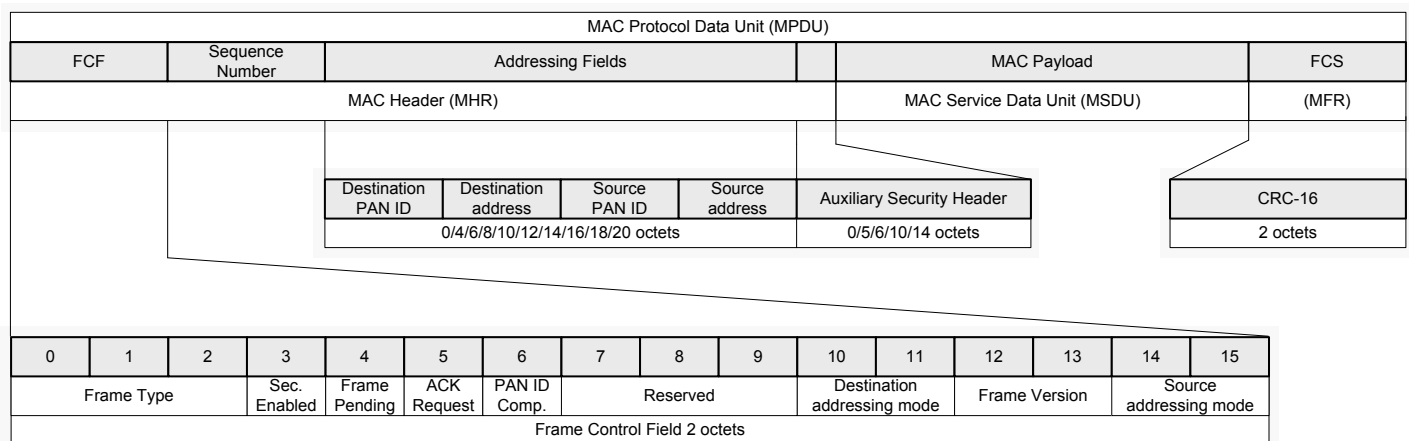 MAC Protocol Data Unit (MPDU)
FCF
Sequence
Number
Addressing Fields
MAC Payload
FCS
MAC Header (MHR)
MAC Service Data Unit (MSDU)
(MFR)
Destination
PAN ID
Destination
address
Source
PAN ID
Source
address
Auxiliary Security Header
CRC-16
0/4/6/8/10/12/14/16/18/20 octets
0/5/6/10/14 octets
2 octets
0 1 2 3 4 5 6 7 8 9 10 11 12 13 14 15
Frame Type
Sec.
Enabled
Frame
Pending
ACK
Request
PAN ID
Comp.
Reserved
Destination
addressing mode
Frame Version
Source
addressing mode
Frame Control Field 2 octets